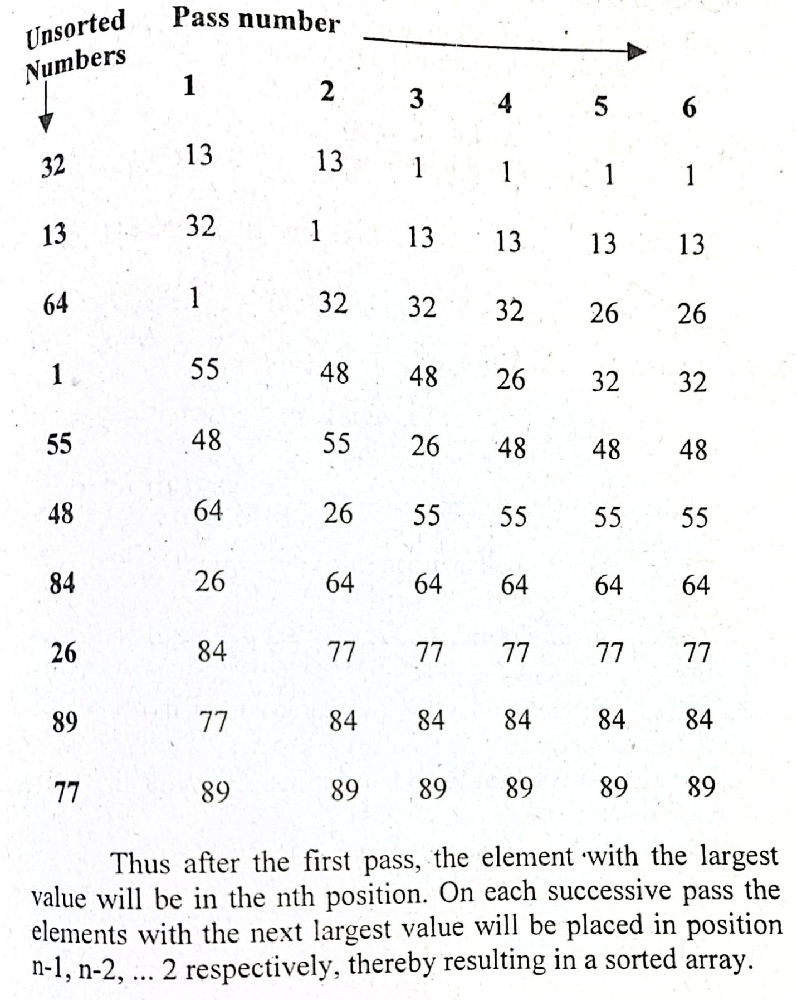 Unsorted Pass number
Numbers
1 2 3 4 5 6
32 13 13 1 1 1 1
13 32 1 13 13 13 13
64 1 32 32 32 26 26
1 55 48 48 26 32 32
55 48 55 26 48 48 48
48 64 26 55 55 55 55
84 26 64 64 64 64 64
26 84 77 77 77 77 77
89 77 84 84 84 84 84
77 89 89 89 89 89 89
Thus after the first pass, the element with the largest
value will be in the nth position. On each successive pass the
elements with the next largest value will be placed in position
n-1, n-2, ... 2 respectively, thereby resulting in a sorted array.